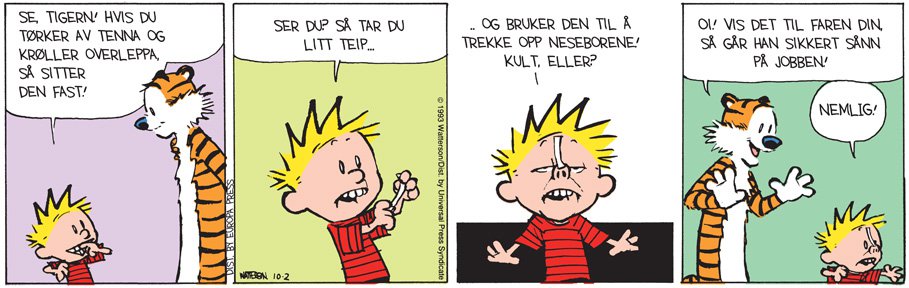 SE, TIGERN! HVIS DU
TØRKER AV TENNA OG
KRØLLER OVERLEPPA,
SÅ SITTER
DEN FAST!
DIST. BY EUROPA PRESS
SER DU? SÅ TAR DU
LITT TEIP...
WATTERSON 10-2
© 1993 Watterson/Dist. by Universal Press Syndicate
.. OG BRUKER DEN TIL Å
TREKKE OPP NESEBORENE!
KULT, ELLER?
OI! VIS DET TIL FAREN DIN,
SÅ GÅR HAN SIKKERT SÅNN
PÅ JOBBEN!
NEMLIG!